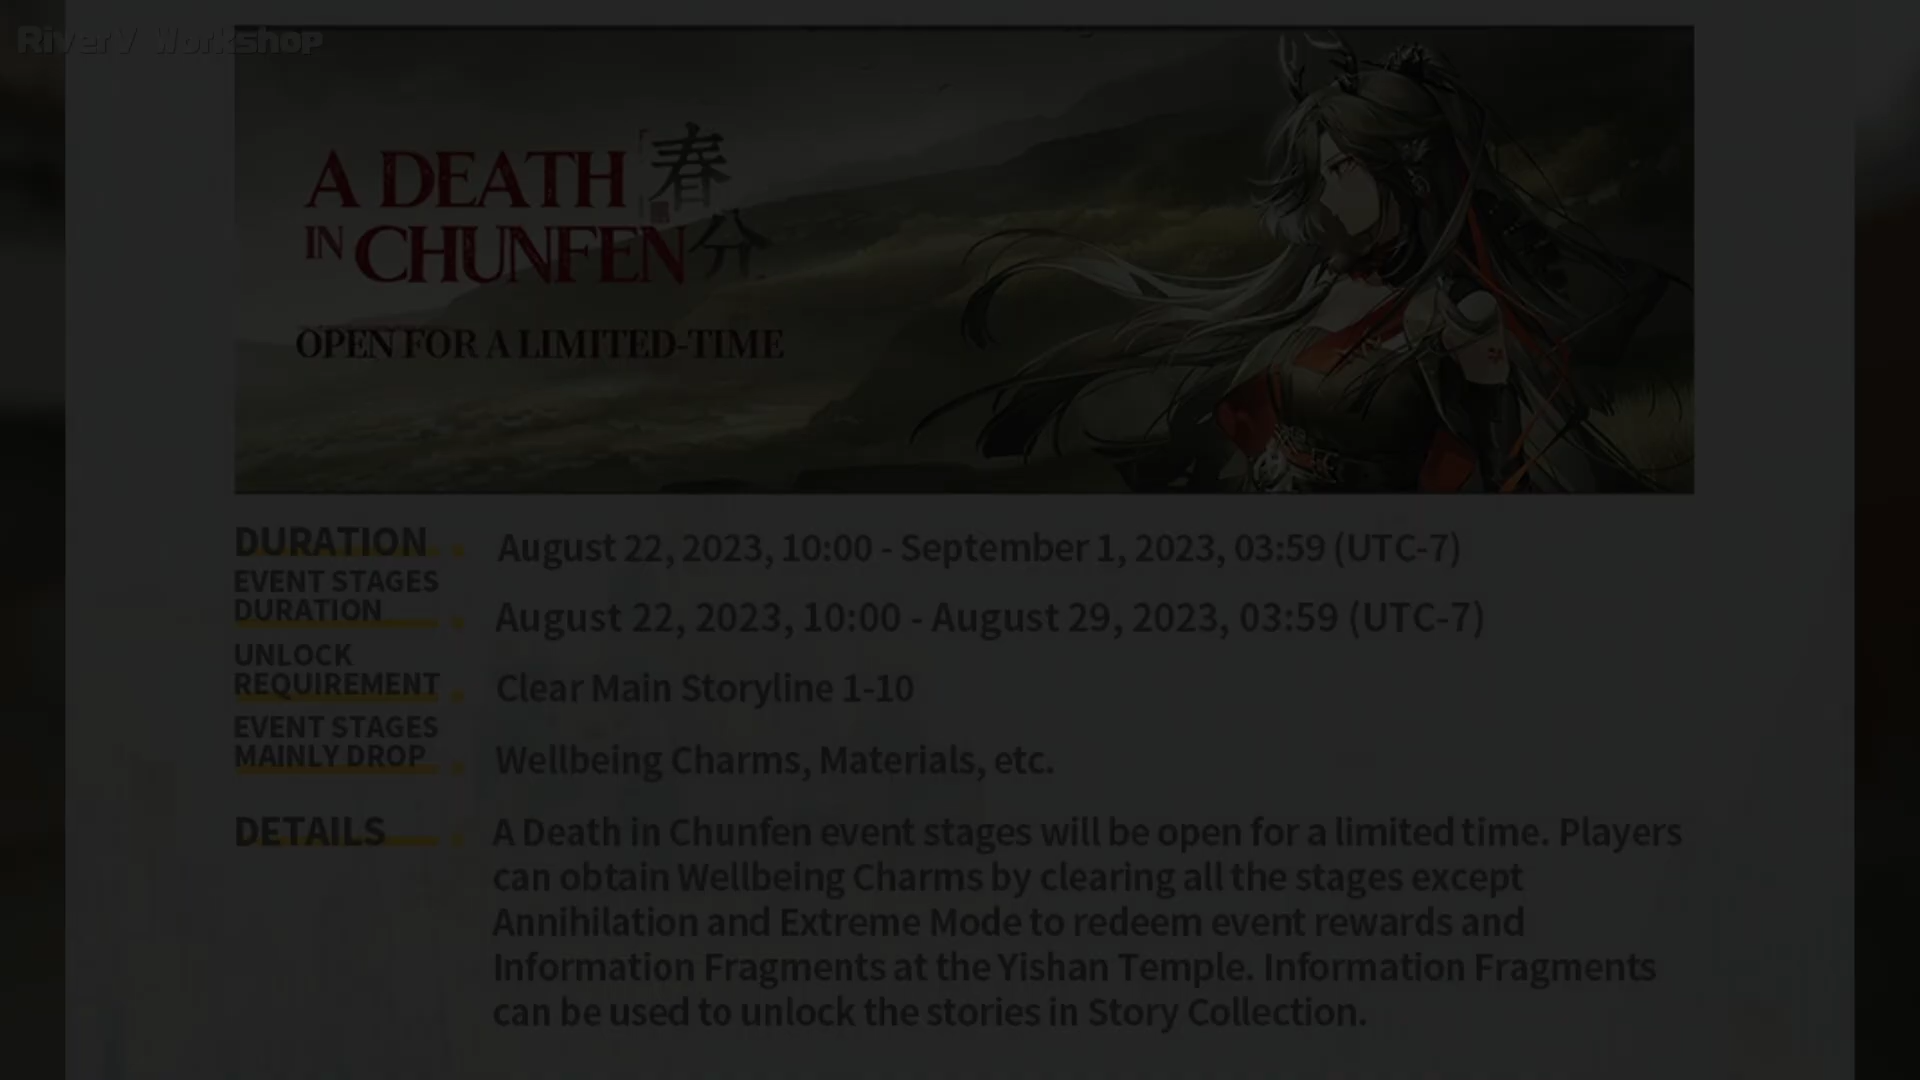 RiverV Workshop
A DEATH 春
IN CHUNFEN 分
OPEN FOR A LIMITED-TIME
DURATION August 22, 2023, 10:00 - September 1, 2023, 03:59 (UTC-7)
EVENT STAGES
DURATION August 22, 2023, 10:00 - August 29, 2023, 03:59 (UTC-7)
UNLOCK
REQUIREMENT Clear Main Storyline 1-10
EVENT STAGES
MAINLY DROP Wellbeing Charms, Materials, etc.
DETAILS A Death in Chunfen event stages will be open for a limited time. Players
can obtain Wellbeing Charms by clearing all the stages except
Annihilation and Extreme Mode to redeem event rewards and
Information Fragments at the Yishan Temple. Information Fragments
can be used to unlock the stories in Story Collection.